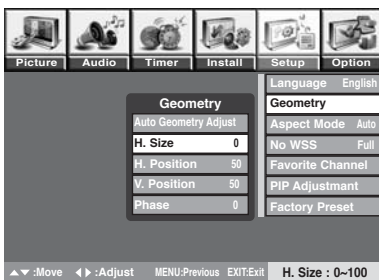 Picture Audio Timer Install Setup Option
Language English
Geometry
Aspect Mode Auto
No WSS Full
Favorite Channel
PIP Adjustmant
Factory Preset
Geometry
Auto Geometry Adjust
H. Size 0
H. Position 50
V. Position 50
Phase 0
▲▼ :Move ◀ ▶ :Adjust MENU:Previous EXIT:Exit H. Size : 0~100